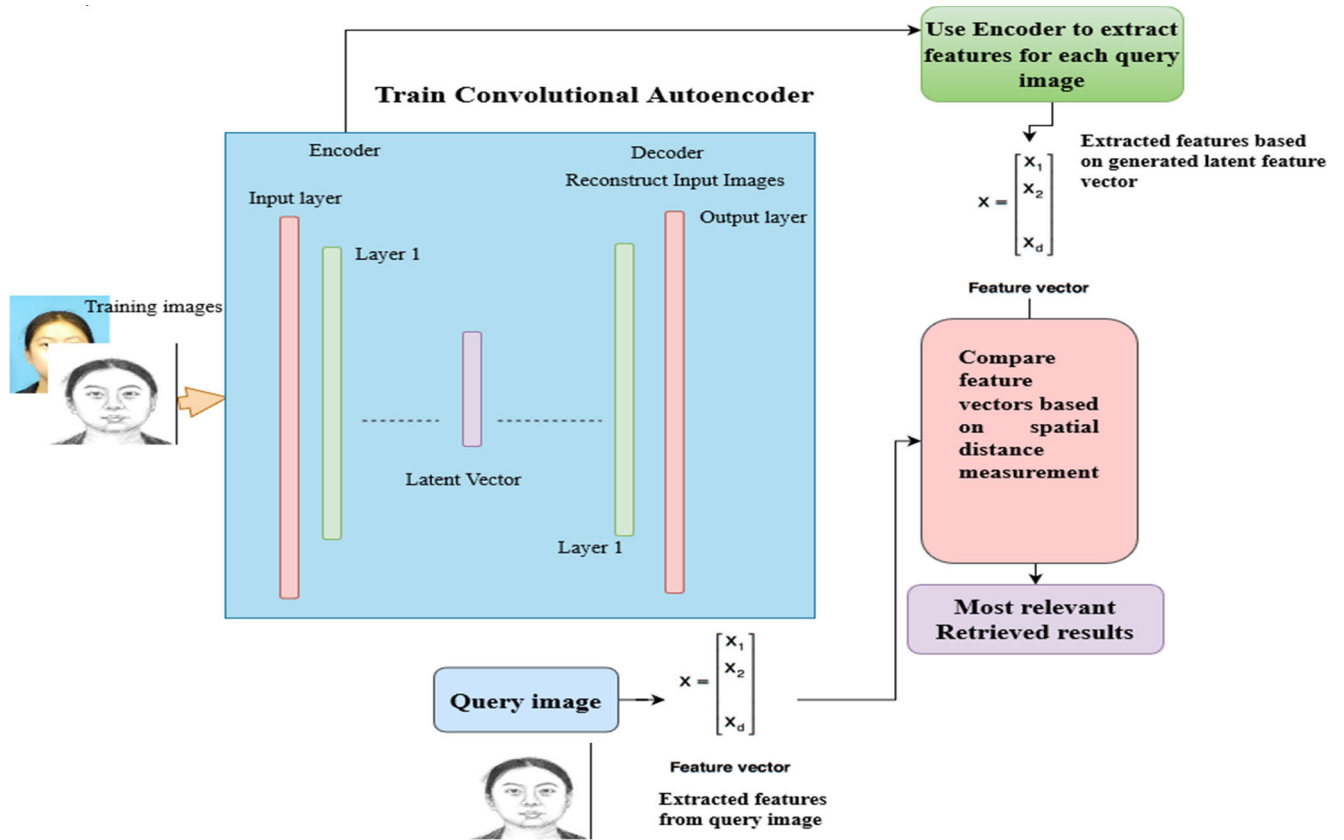 Use Encoder to extract
features for each query
image
Train Convolutional Autoencoder
Encoder
Decoder
Reconstruct Input Images
Input layer
Output layer
Layer 1
Training images
Latent Vector
Layer 1
Extracted features based
on generated latent feature
vector
X =
X1
X2
Xd
Feature vector
Compare
feature
vectors based
on spatial
distance
measurement
Most relevant
Retrieved results
Query image
X =
X1
X2
Xd
Feature vector
Extracted features
from query image